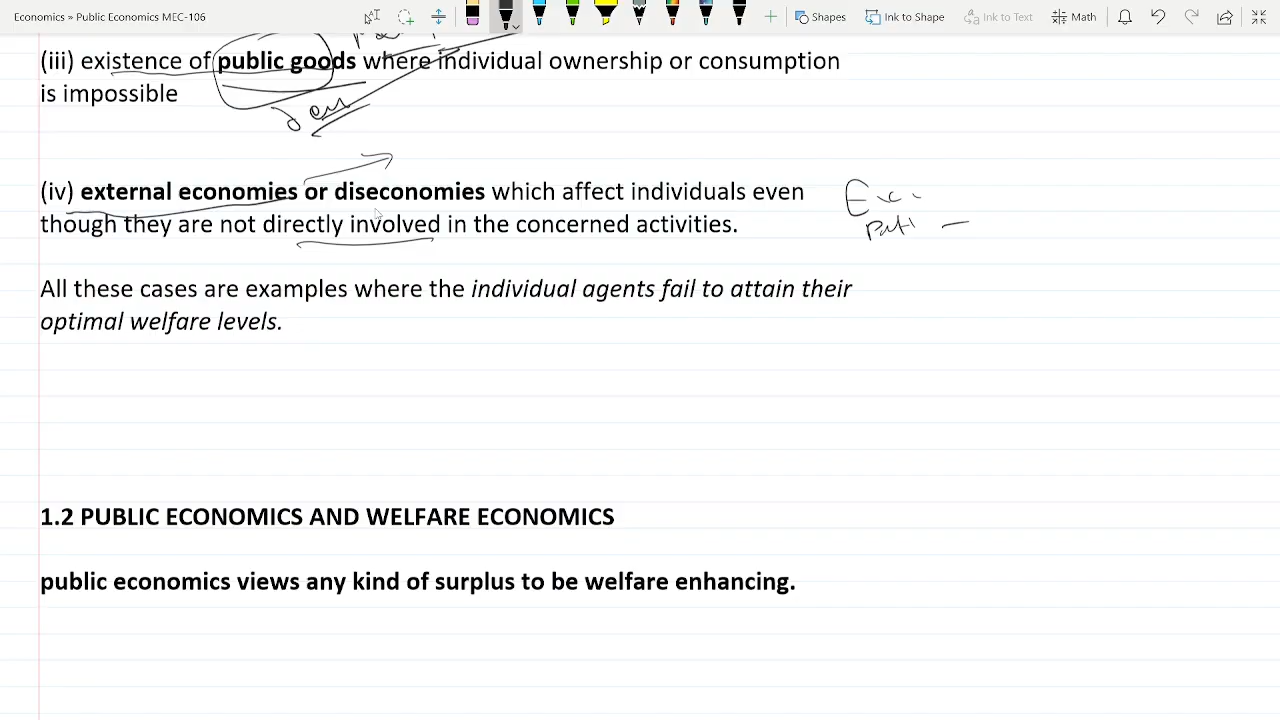 Economics » Public Economics MEC-106
Shapes
Ink to Shape
Ink to Text
Math
(iii) existence of public goods where individual ownership or consumption
is impossible
(iv) external economies or diseconomies which affect individuals even
though they are not directly involved in the concerned activities.
All these cases are examples where the individual agents fail to attain their
optimal welfare levels.
1.2 PUBLIC ECONOMICS AND WELFARE ECONOMICS
public economics views any kind of surplus to be welfare enhancing.